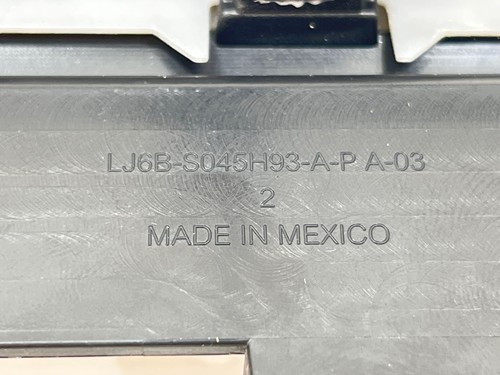 LJ6B-S045H93-A-P A-03
2
MADE IN MEXICO